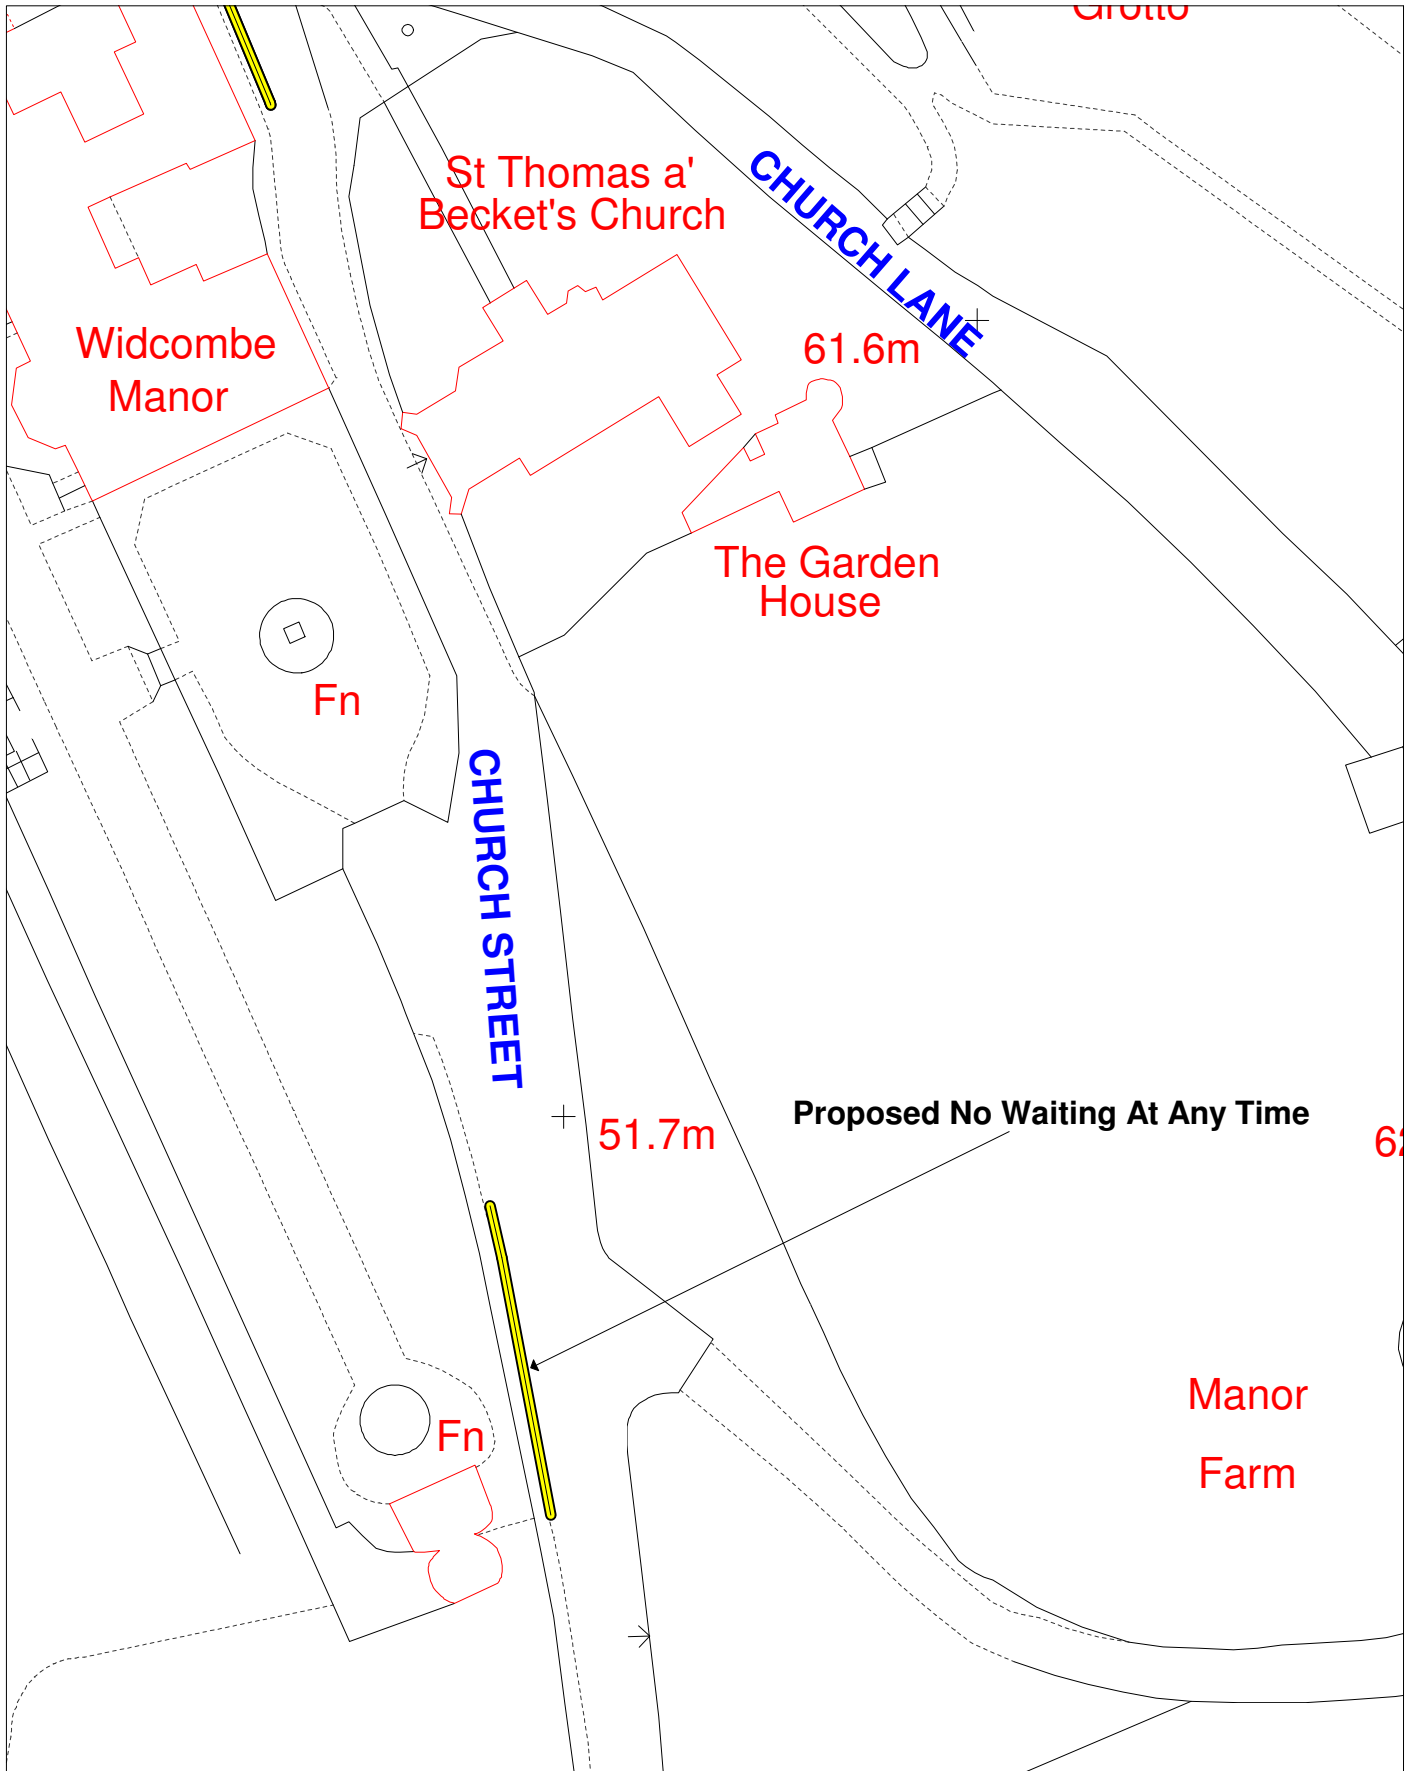 Grotto
St Thomas a'
Becket's Church
CHURCH LANE
Widcombe
Manor
61.6m
The Garden
House
Fn
CHURCH STREET
Proposed No Waiting At Any Time
51.7m
Manor
Farm
Fn